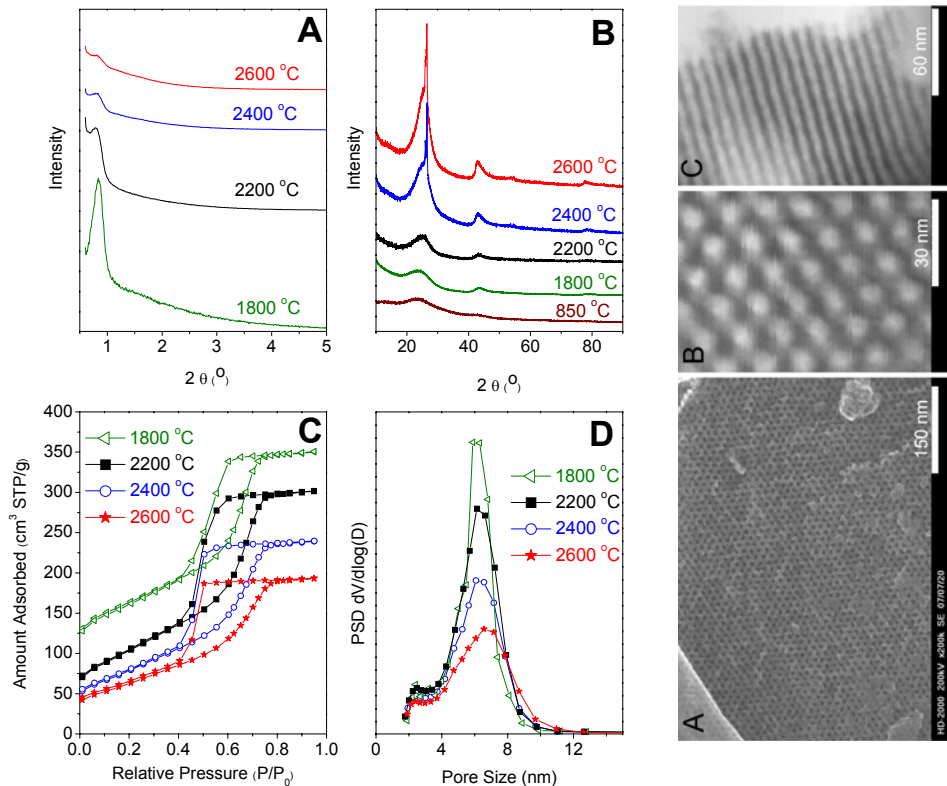 A
2600 °C
2400 °C
2200 °C
1800 °C
Intensity
1 2 3 4 5
2 θ (O)
B
2600 °C
2400 °C
2200 °C
1800 °C
850 °C
Intensity
20 40 60 80
2 θ (O)
C
1800 °C
2200 °C
2400 °C
2600 °C
Amount Adsorbed (cm³ STP/g)
400
350
300
250
200
150
100
50
0
0.0 0.2 0.4 0.6 0.8 1.0
Relative Pressure (P/P₀)
D
1800 °C
2200 °C
2400 °C
2600 °C
PSD dV/dlog(D)
0 4 8 12
Pore Size (nm)
C
60 nm
B
30 nm
A
150 nm
HD-2000 200kV x200k SE 07/07/20